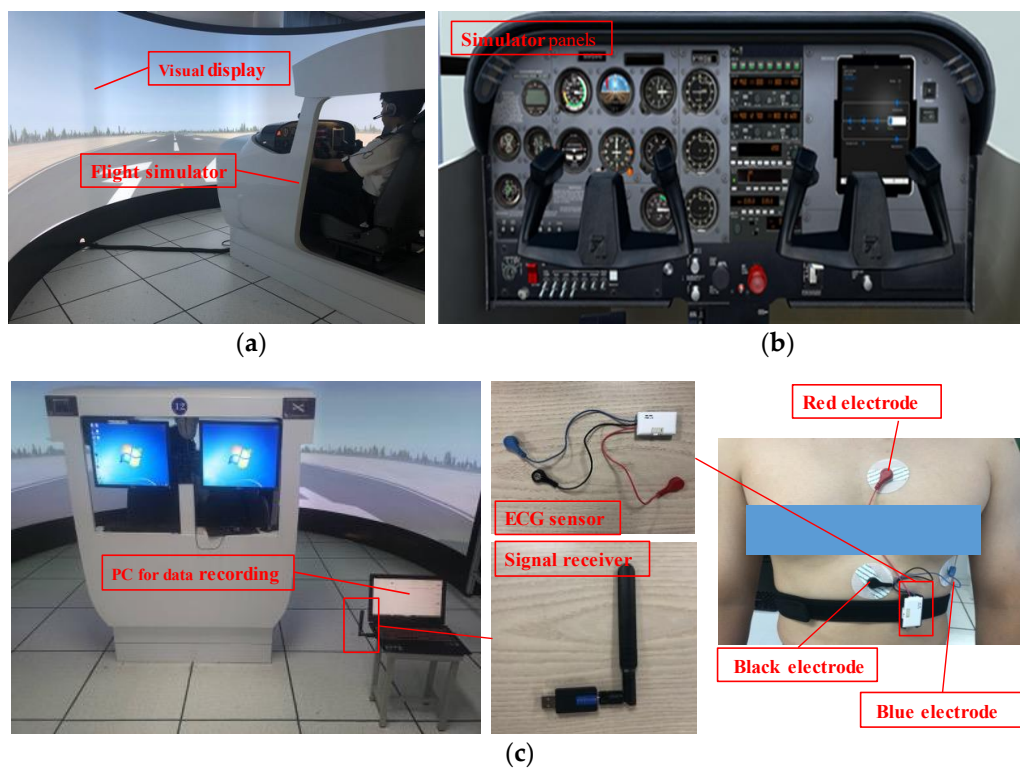 Visual display
Flight simulator
(a)
Simulator panels
(b)
12
PC for data recording
ECG sensor
Signal receiver
Red electrode
Black electrode
Blue electrode
(c)